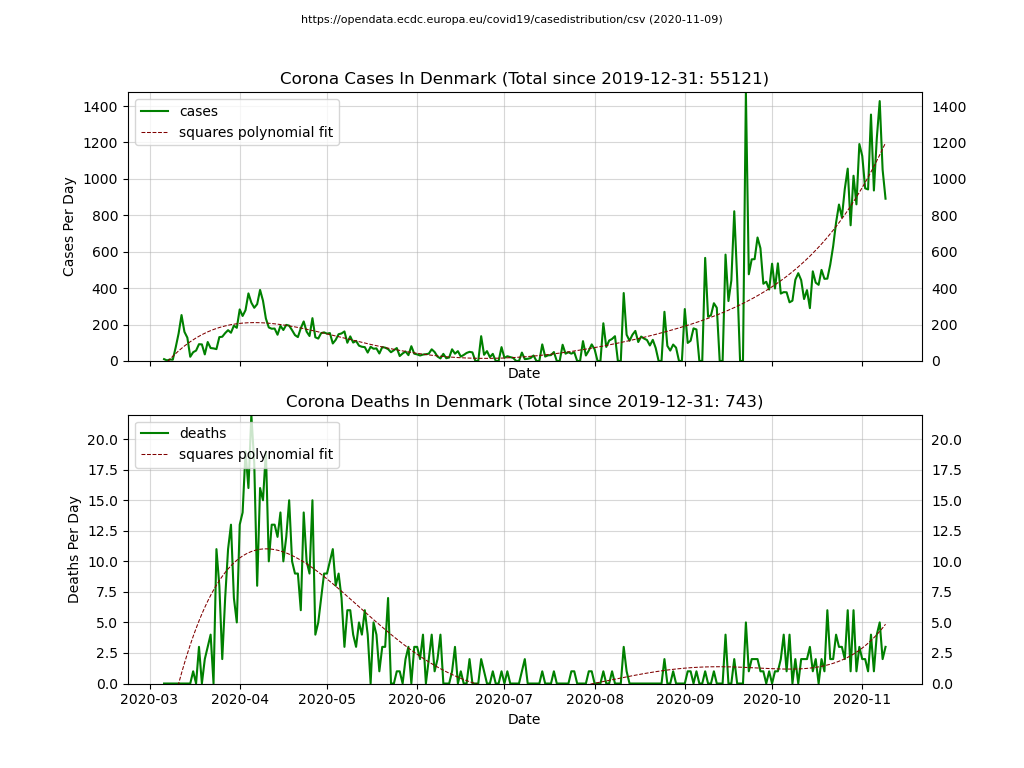 https://opendata.ecdc.europa.eu/covid19/casedistribution/csv (2020-11-09)
Corona Cases In Denmark (Total since 2019-12-31: 55121)
cases
squares polynomial fit
Cases Per Day
1400
1200
1000
800
600
400
200
0
1400
1200
1000
800
600
400
200
0
Date
Corona Deaths In Denmark (Total since 2019-12-31: 743)
deaths
squares polynomial fit
Deaths Per Day
20.0
17.5
15.0
12.5
10.0
7.5
5.0
2.5
0.0
20.0
17.5
15.0
12.5
10.0
7.5
5.0
2.5
0.0
2020-03 2020-04 2020-05 2020-06 2020-07 2020-08 2020-09 2020-10 2020-11
Date